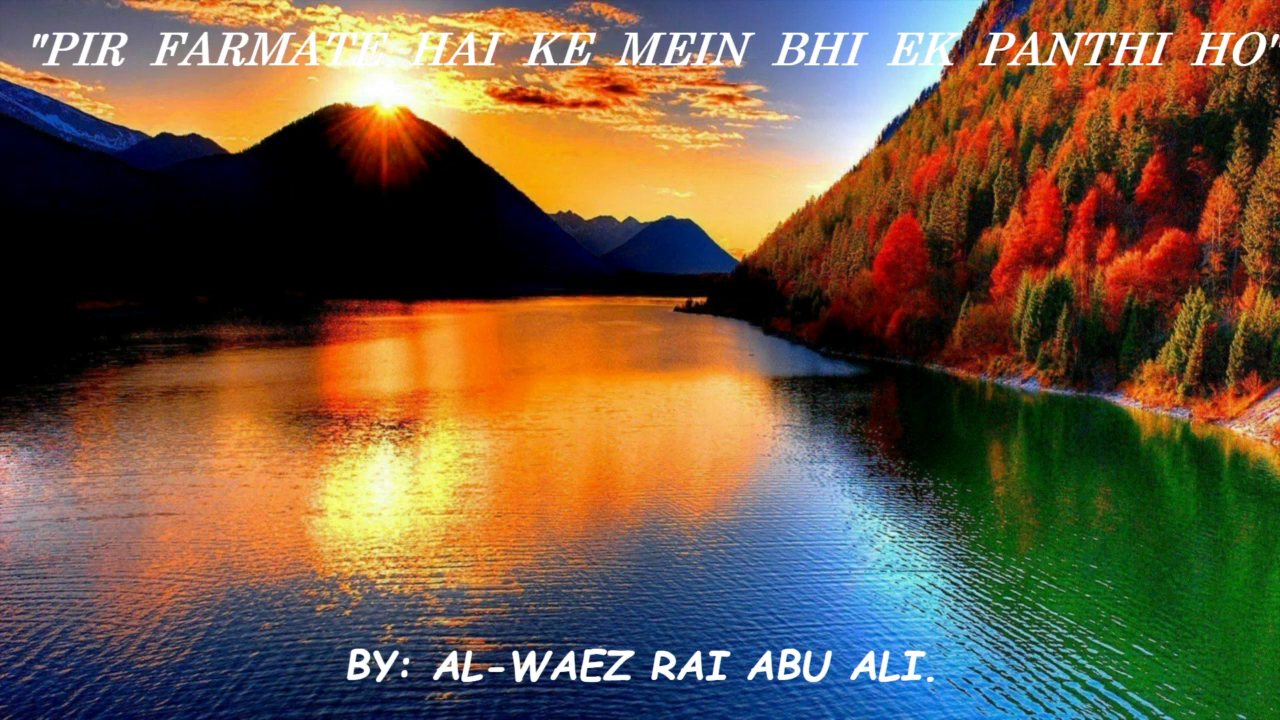 "PIR FARMATE HAI KE MEIN BHI EK PANTHI HO"
BY: AL-WAEZ RAI ABU ALI.